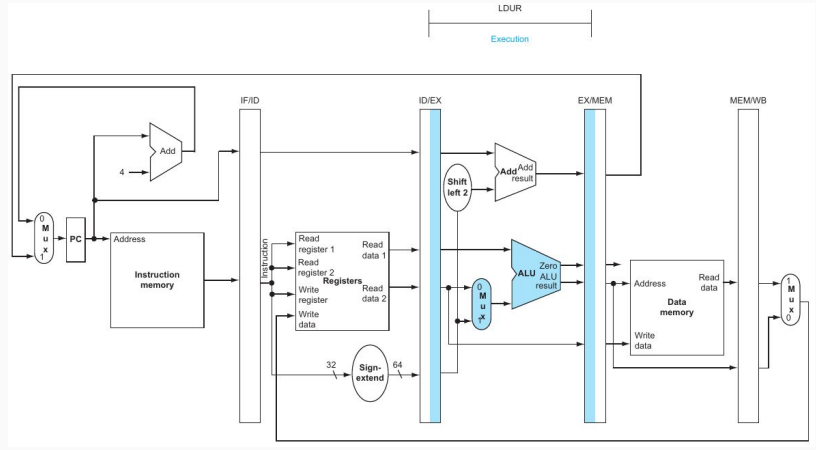 LDUR
Execution
IF/ID
ID/EX
EX/MEM
MEM/WB
Add
4
0
M
u
x
1
PC
Address
Instruction
memory
Instruction
Read
register 1
Read
register 2
Write
register
Write
data
Registers
Read
data 1
Read
data 2
32
Sign-
extend
64
Shift
left 2
Add
Add
result
0
M
u
x
1
ALU
Zero
ALU
result
Address
Write
data
Data
memory
Read
data
1
M
u
x
0